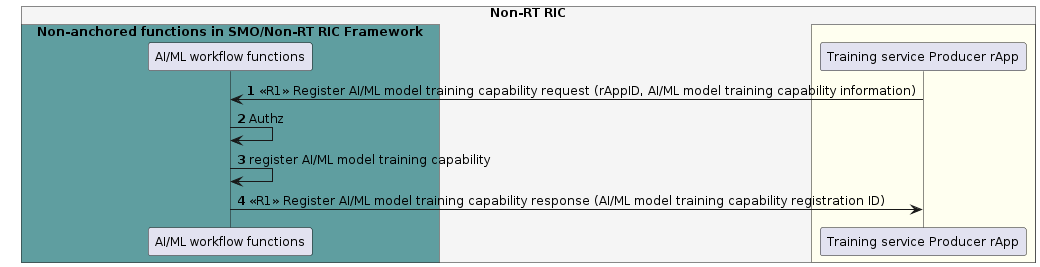 Non-RT RIC
Non-anchored functions in SMO/Non-RT RIC Framework
AI/ML workflow functions
Training service Producer rApp
1 «R1» Register AI/ML model training capability request (rAppID, AI/ML model training capability information)
2 Authz
3 register AI/ML model training capability
4 «R1» Register AI/ML model training capability response (AI/ML model training capability registration ID)
AI/ML workflow functions
Training service Producer rApp